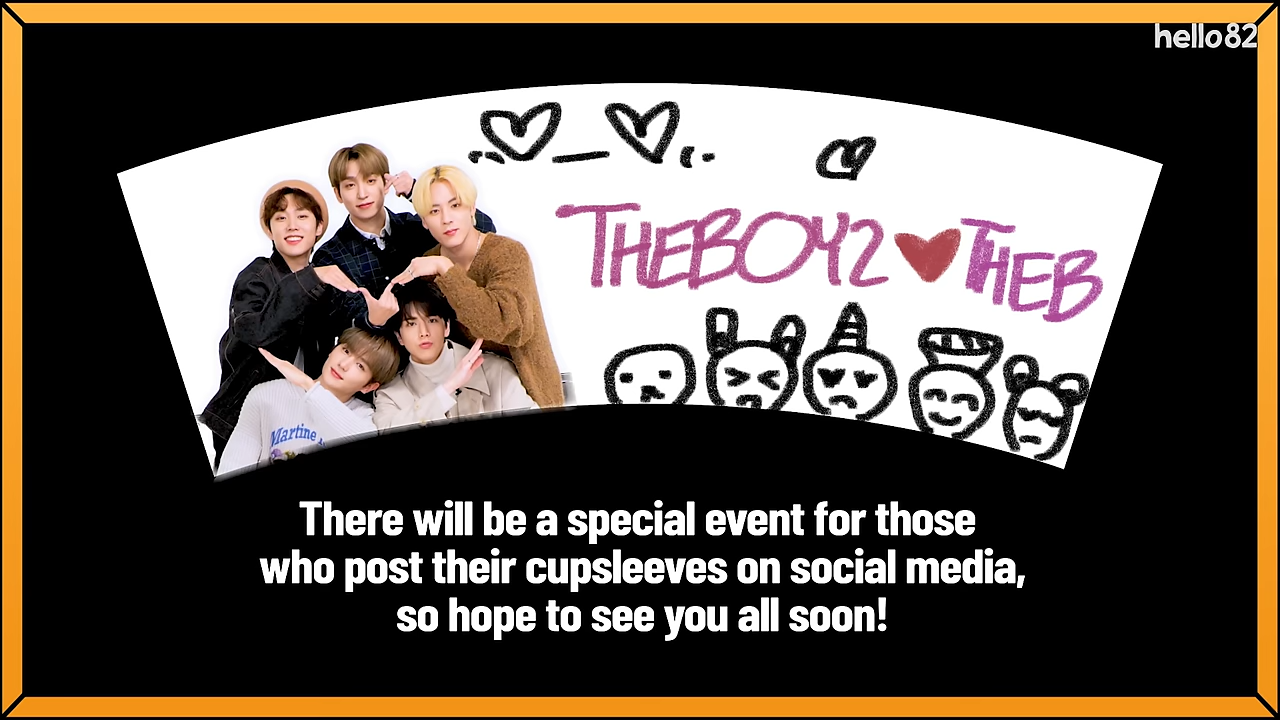 hello82
THEBOYZ THEB
Martine
There will be a special event for those
who post their cupsleeves on social media,
so hope to see you all soon!